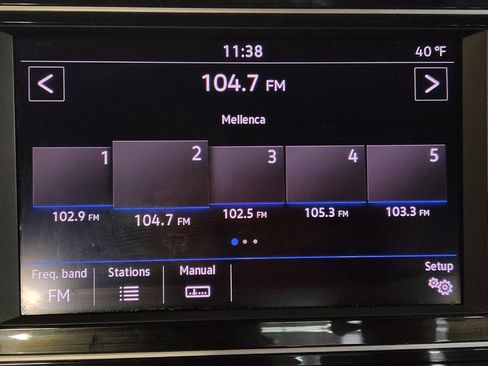 11:38 40 °F
< 104.7 FM >
Mellenca
1 2 3 4 5
102.9 FM 104.7 FM 102.5 FM 105.3 FM 103.3 FM
Freq. band Stations Manual Setup
FM